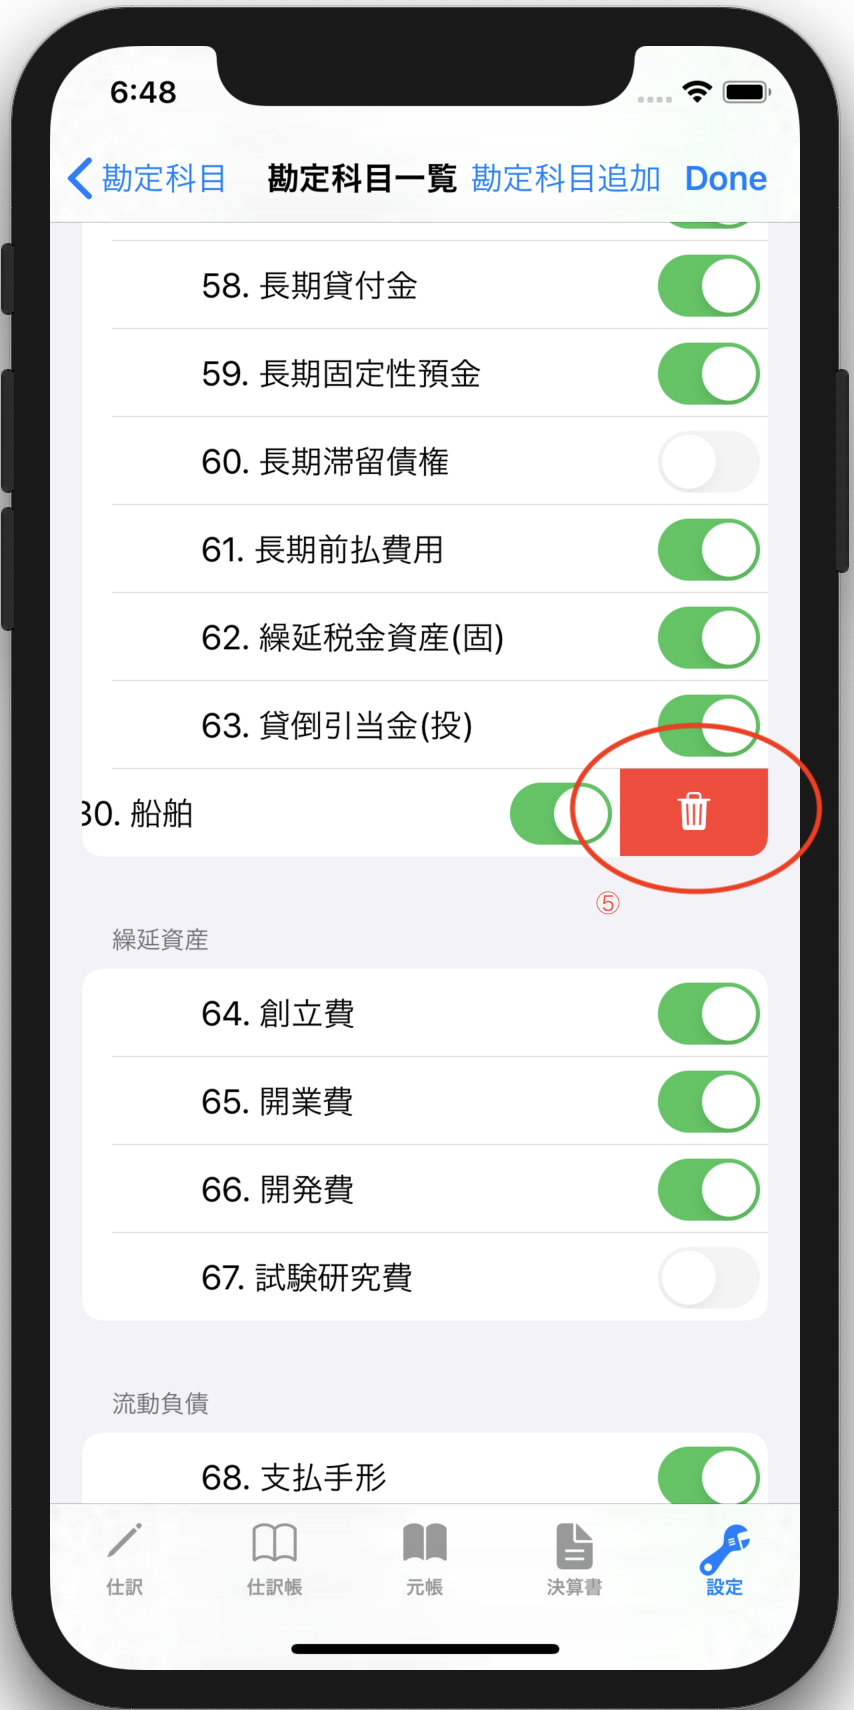 6:48
勘定科目 勘定科目一覧 勘定科目追加 Done
58. 長期貸付金
59. 長期固定性預金
60. 長期滞留債権
61. 長期前払費用
62. 繰延税金資産(固)
63. 貸倒引当金(投)
30. 船舶
⑤
繰延資産
64. 創立費
65. 開業費
66. 開発費
67. 試験研究費
流動負債
68. 支払手形
仕訳 仕訳帳 元帳 決算書 設定